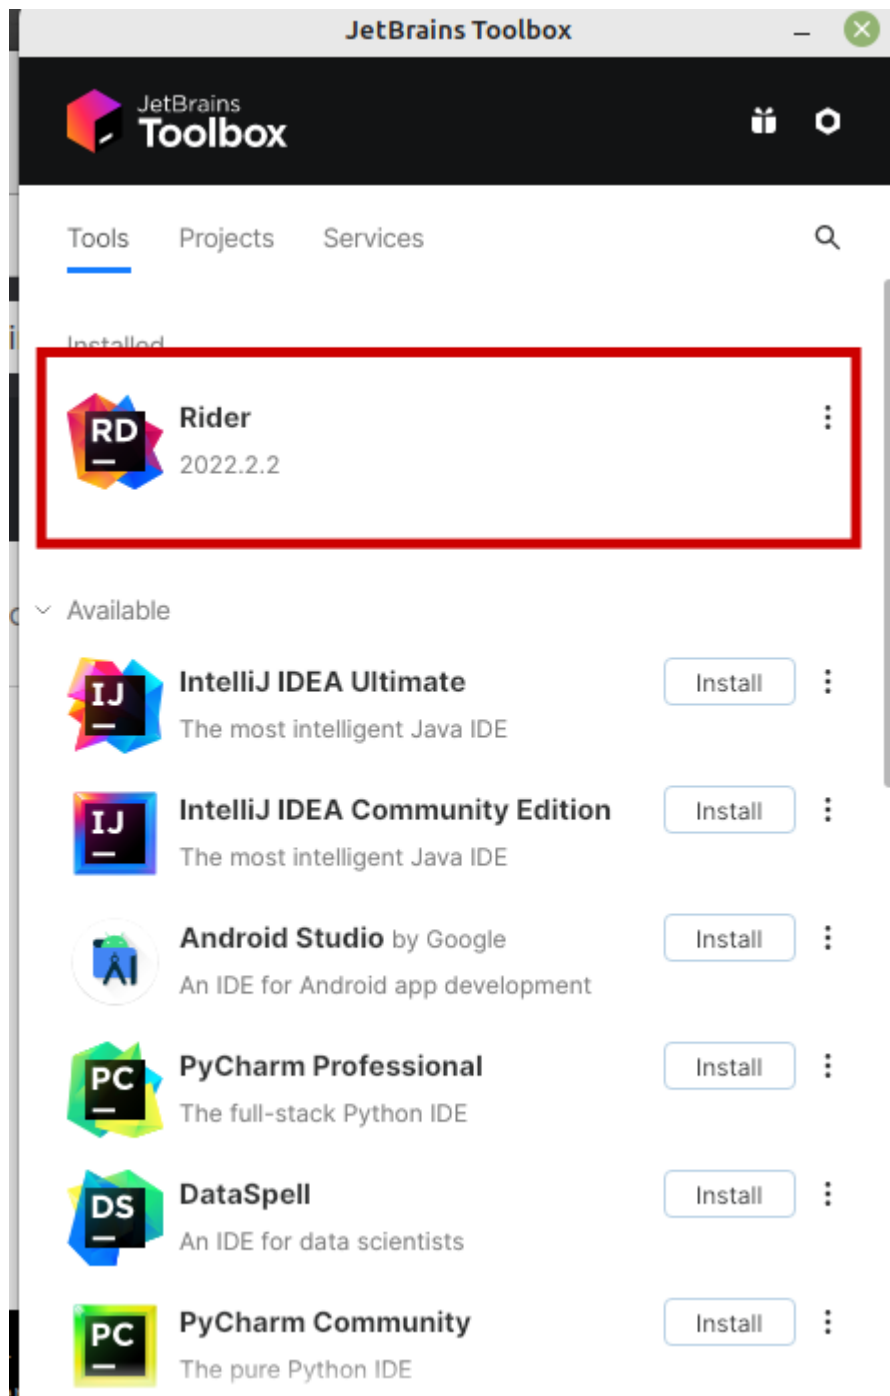 JetBrains Toolbox
JetBrains
Toolbox
Tools Projects Services
Installed
RD
Rider
2022.2.2
Available
IJ
IntelliJ IDEA Ultimate
Install
The most intelligent Java IDE
IJ
IntelliJ IDEA Community Edition
Install
The most intelligent Java IDE
Android Studio by Google
Install
An IDE for Android app development
PC
PyCharm Professional
Install
The full-stack Python IDE
DS
DataSpell
Install
An IDE for data scientists
PC
PyCharm Community
Install
The pure Python IDE